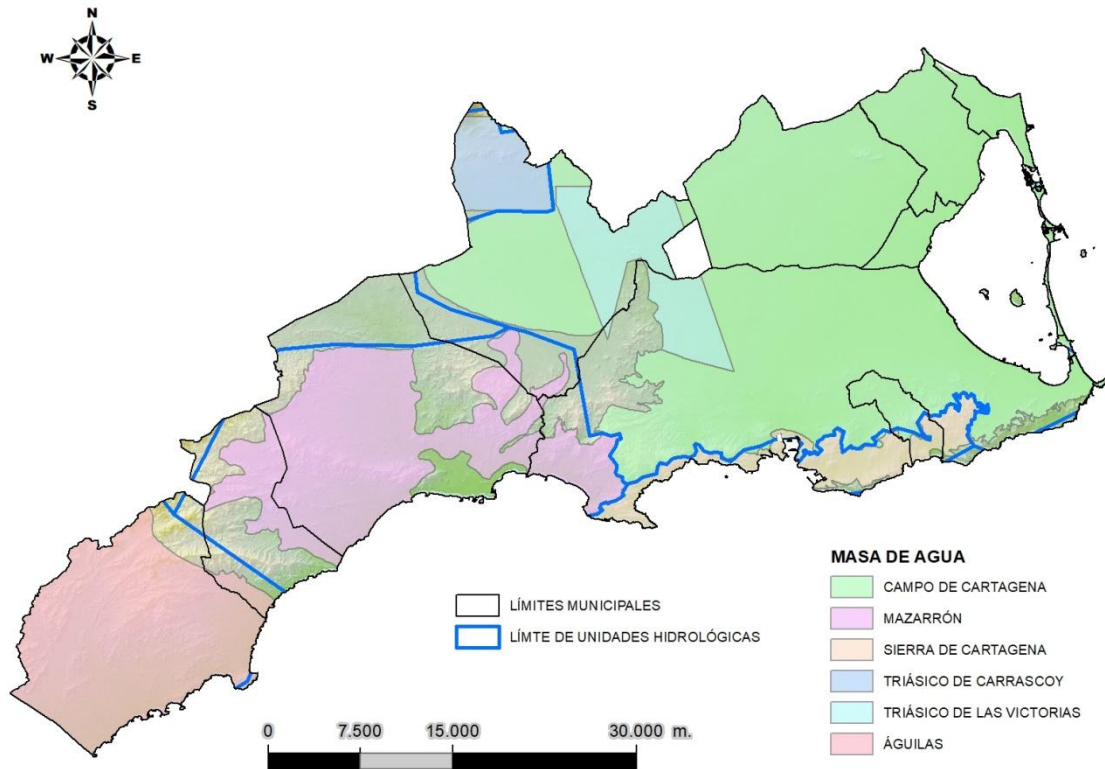 N
W E
S
MASA DE AGUA
CAMPO DE CARTAGENA
MAZARRÓN
SIERRA DE CARTAGENA
TRIÁSICO DE CARRASCOY
TRIÁSICO DE LAS VICTORIAS
ÁGUILAS
LÍMITES MUNICIPALES
LÍMTE DE UNIDADES HIDROLÓGICAS
0 7.500 15.000 30.000 m.